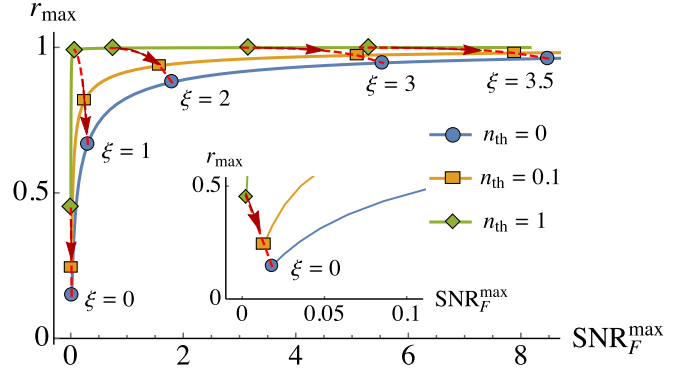 r_max
1
0.5
0
ξ = 0
ξ = 1
ξ = 2
ξ = 3
ξ = 3.5
n_th = 0
n_th = 0.1
n_th = 1
r_max
0.5
0
ξ = 0
0
0.05
0.1
SNR_F^max
0 2 4 6 8
SNR_F^max